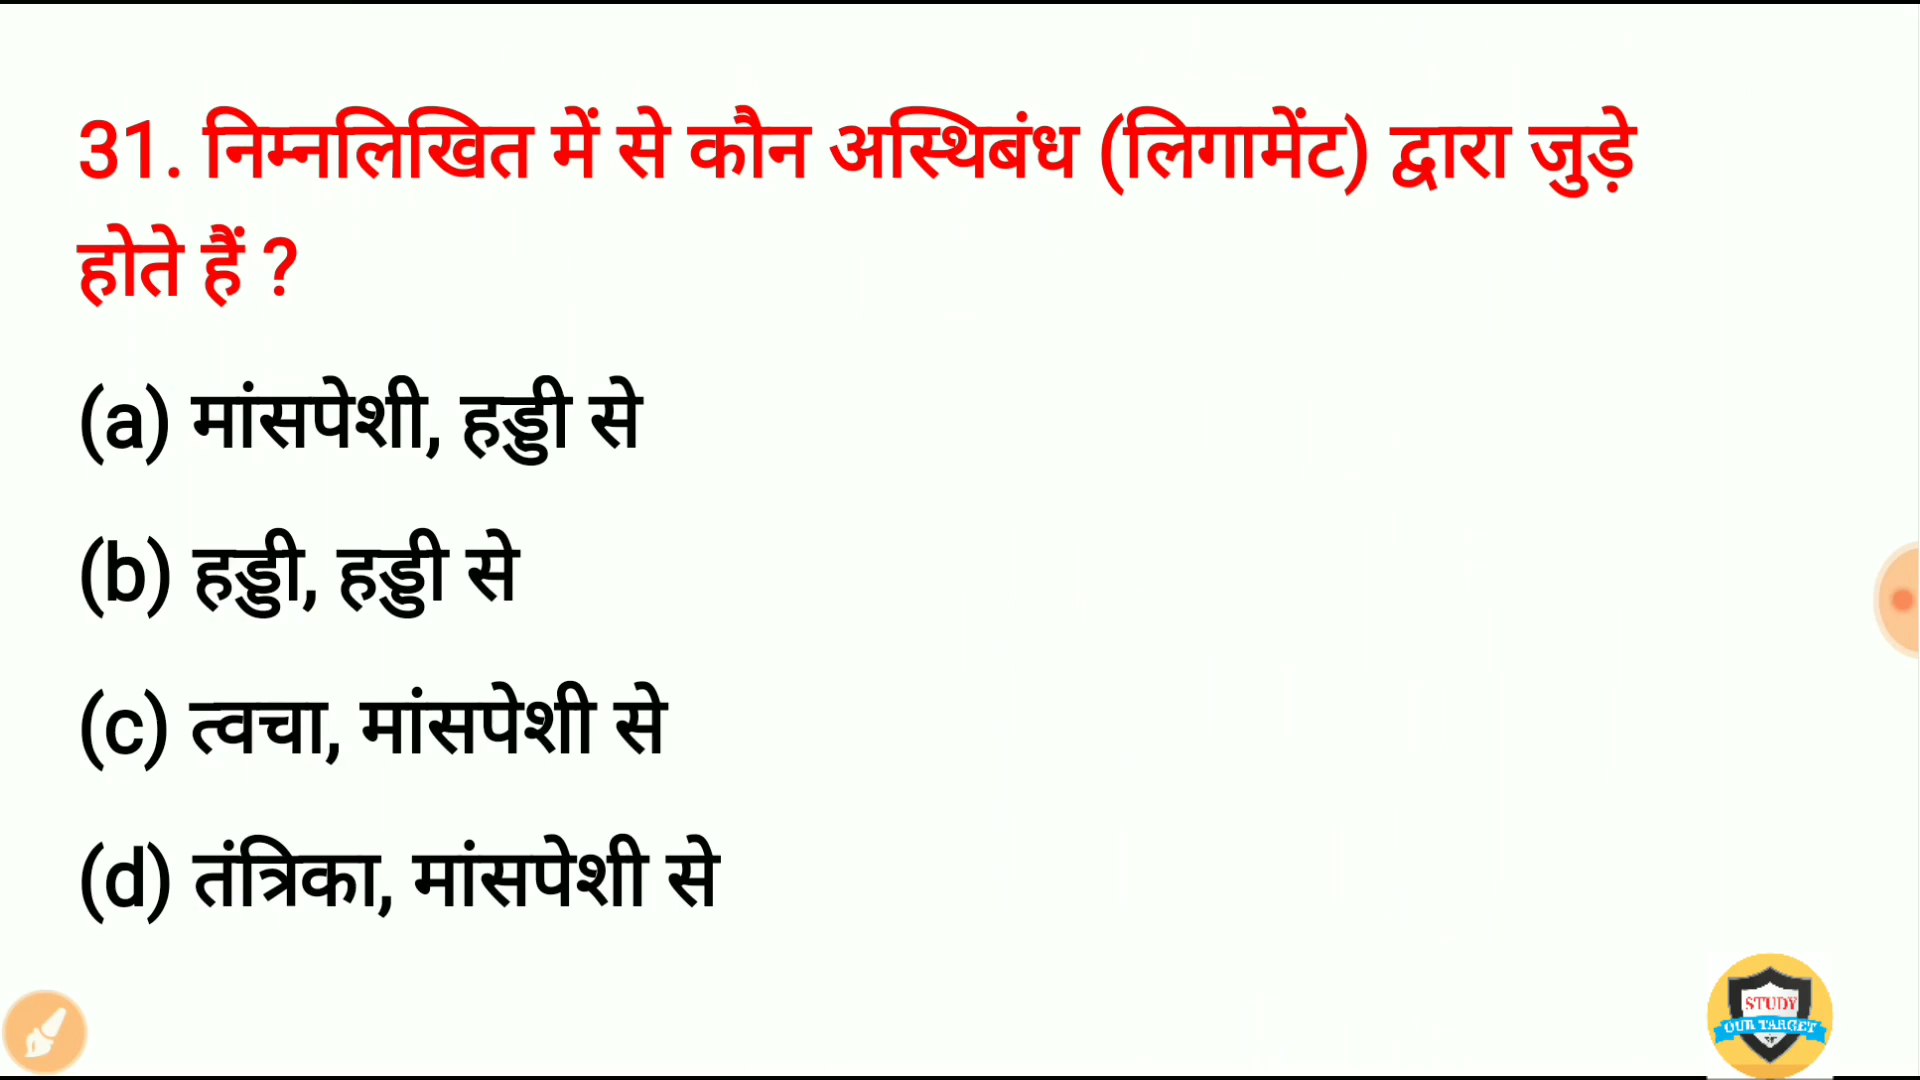 31. निम्नलिखित में से कौन अस्थिबंध (लिगामेंट) द्वारा जुड़े
होते हैं ?
(a) मांसपेशी, हड्डी से
(b) हड्डी, हड्डी से
(c) त्वचा, मांसपेशी से
(d) तंत्रिका, मांसपेशी से
STUDY
OUR TARGET